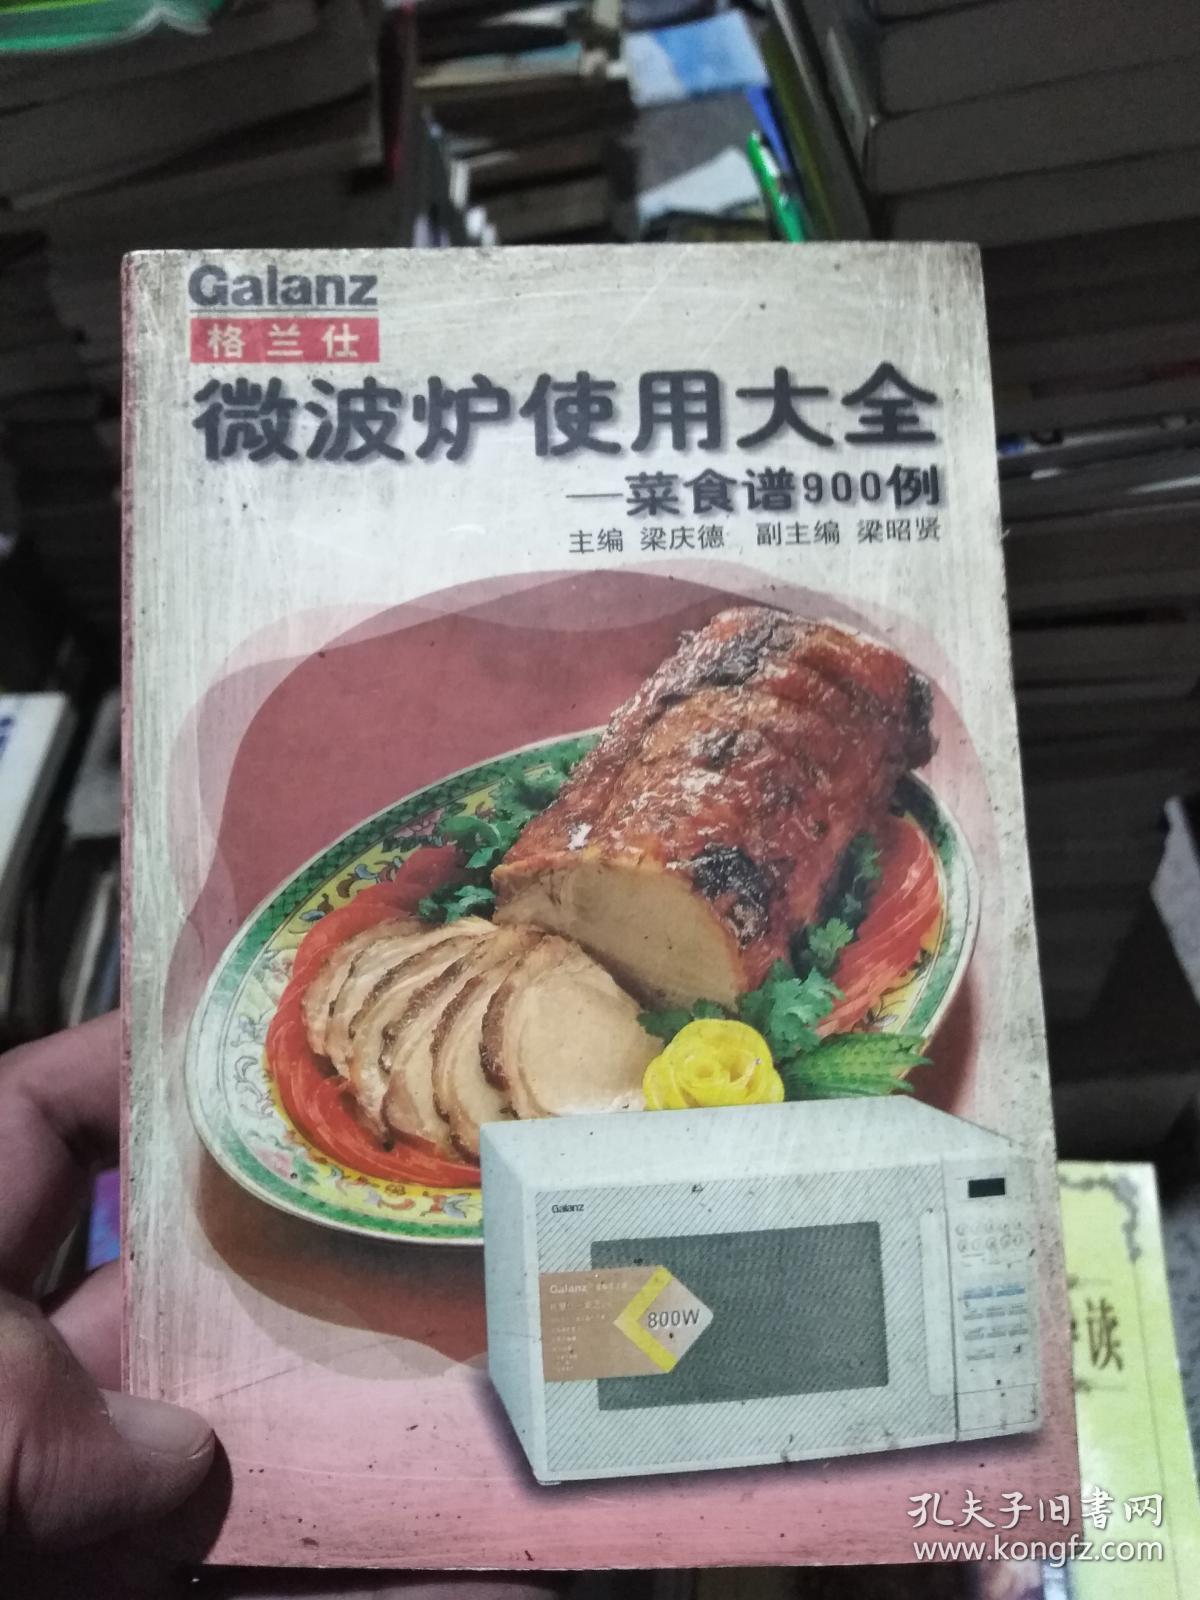 Galanz
格兰仕
微波炉使用大全
—菜食谱900例
主编 梁庆德 副主编 梁昭贤
Galanz
Galanz
800W
读
孔夫子旧书网
www.kongfz.com